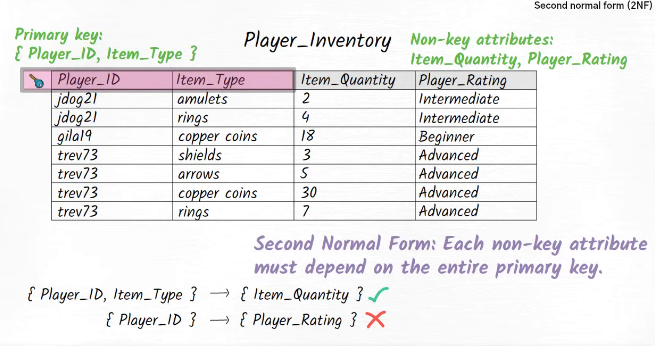 Second normal form (2NF)
Primary key:
{ Player_ID, Item_Type }
Player_Inventory
Non-key attributes:
Item_Quantity, Player_Rating
Player_ID Item_Type Item_Quantity Player_Rating
jdog21 amulets 2 Intermediate
jdog21 rings 4 Intermediate
gila19 copper coins 18 Beginner
trev73 shields 3 Advanced
trev73 arrows 5 Advanced
trev73 copper coins 30 Advanced
trev73 rings 7 Advanced
Second Normal Form: Each non-key attribute
must depend on the entire primary key.
{ Player_ID, Item_Type } → { Item_Quantity } ✓
{ Player_ID } → { Player_Rating } ✗